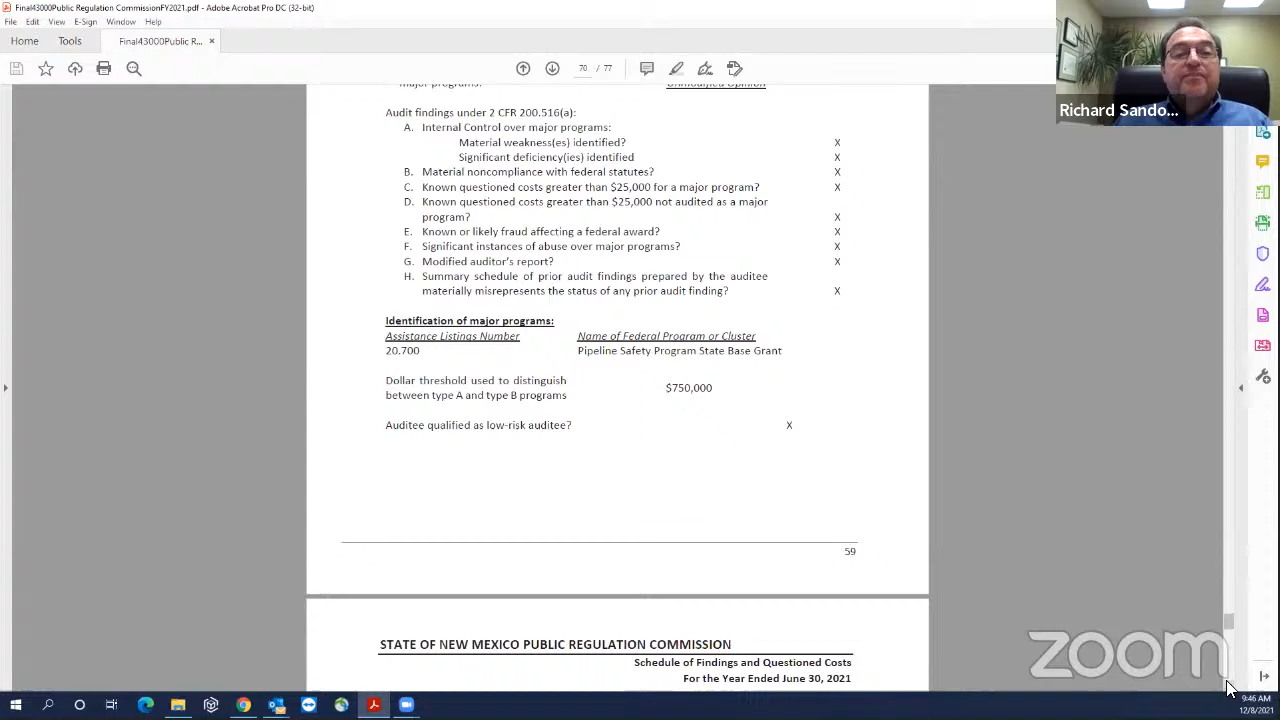 Final43000Public Regulation CommissionFY2021.pdf - Adobe Acrobat Pro DC (32-bit)
File Edit View E-Sign Window Help
Home Tools Final43000Public R... ×
70 / 77
Richard Sando...
major programs: Unmodified Opinion
Audit findings under 2 CFR 200.516(a):
A. Internal Control over major programs:
Material weakness(es) identified? X
Significant deficiency(ies) identified X
B. Material noncompliance with federal statutes? X
C. Known questioned costs greater than $25,000 for a major program? X
D. Known questioned costs greater than $25,000 not audited as a major
program? X
E. Known or likely fraud affecting a federal award? X
F. Significant instances of abuse over major programs? X
G. Modified auditor's report? X
H. Summary schedule of prior audit findings prepared by the auditee
materially misrepresents the status of any prior audit finding? X
Identification of major programs:
Assistance Listings Number Name of Federal Program or Cluster
20.700 Pipeline Safety Program State Base Grant
Dollar threshold used to distinguish
between type A and type B programs $750,000
Auditee qualified as low-risk auditee? X
59
STATE OF NEW MEXICO PUBLIC REGULATION COMMISSION
Schedule of Findings and Questioned Costs
For the Year Ended June 30, 2021
zoom
9:46 AM
12/8/2021